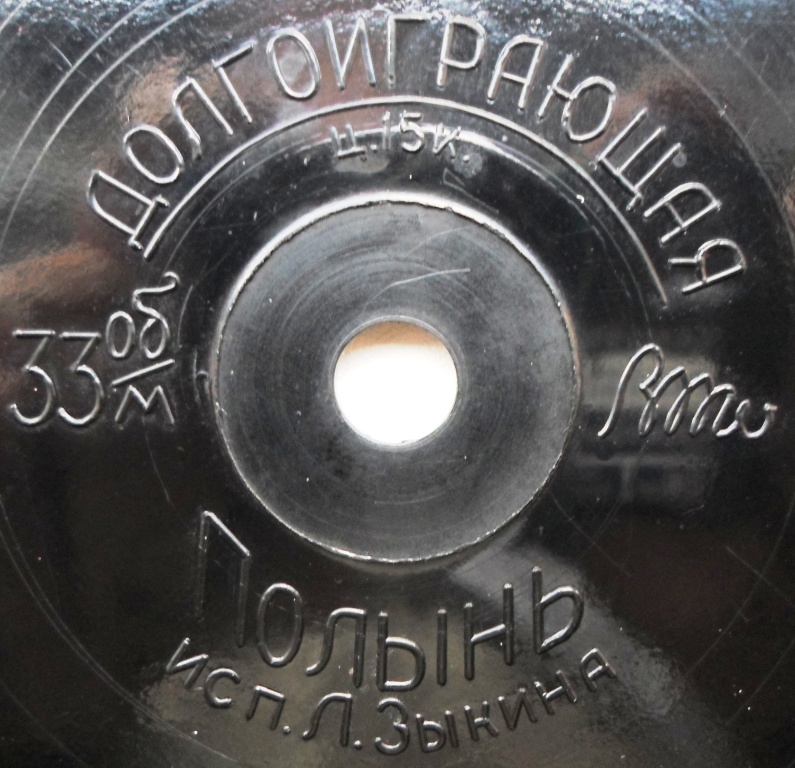 ДОЛГОИГРАЮЩАЯ
Ц.15к.
33 об/м
Полынь
исп. Л. Зыкина